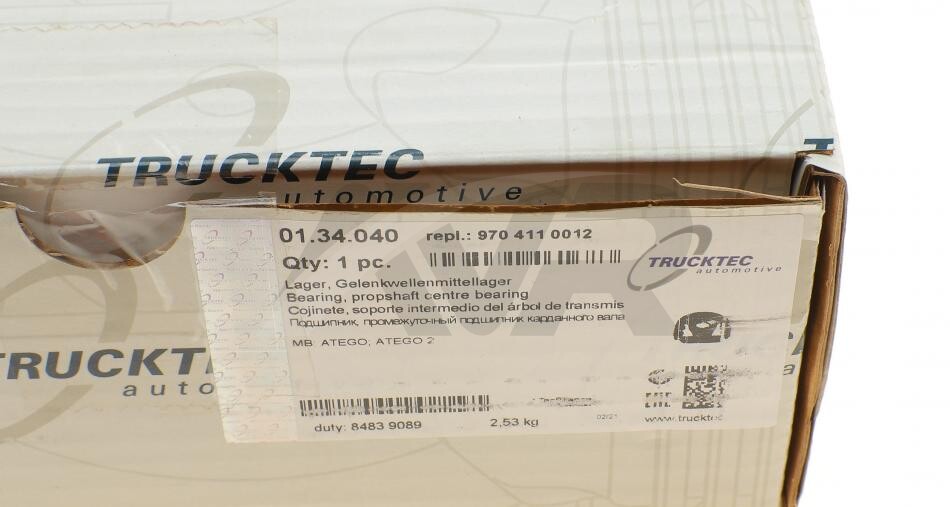 TRUCKTEC
automotive
01.34.040 repl.: 970 411 0012
Qty: 1 pc.
TRUCKTEC
automotive
Lager, Gelenkwellenmittellager
Bearing, propshaft centre bearing
Cojinete, soporte intermedio del árbol de transmis
Подшипник, промежуточный подшипник карданного вала
MB: ATEGO; ATEGO 2
TRUCKTEC
auto
duty: 8483 9089
2,53 kg
02/21
EAC
www.trucktec